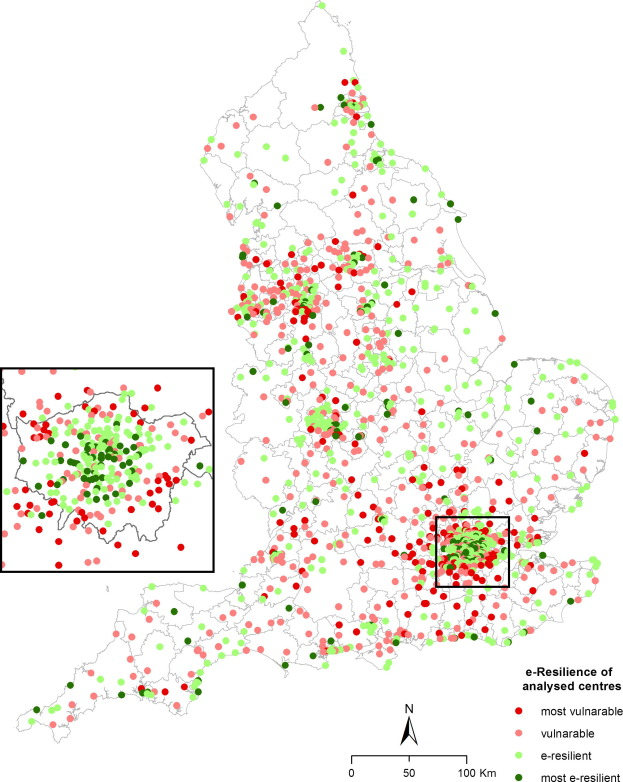 e-Resilience of
analysed centres
most vulnarable
vulnarable
e-resilient
most e-resilient
N
0 50 100 Km